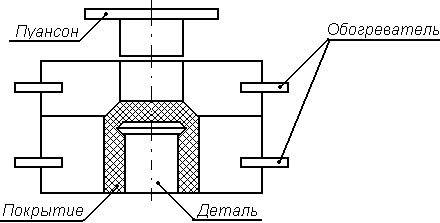 Пуансон
Обогреватель
Покрытие
Деталь